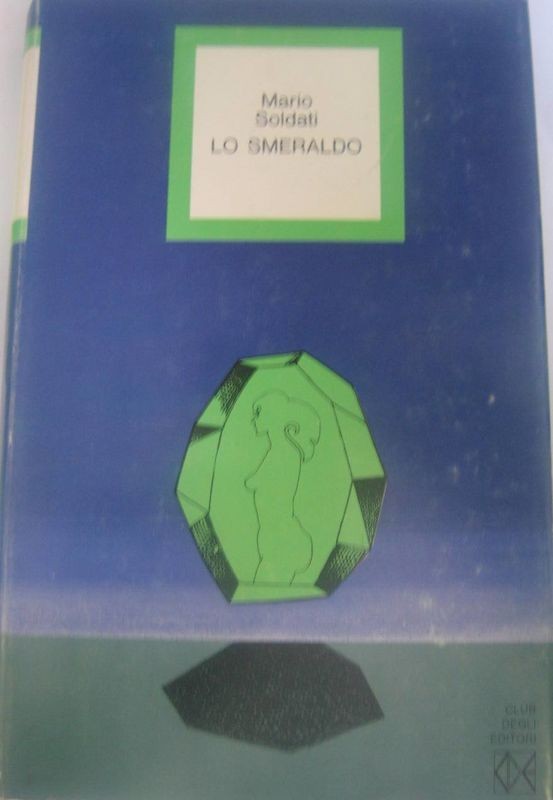 Mario
Soldati
LO SMERALDO
CLUB
DEGLI
EDITORI